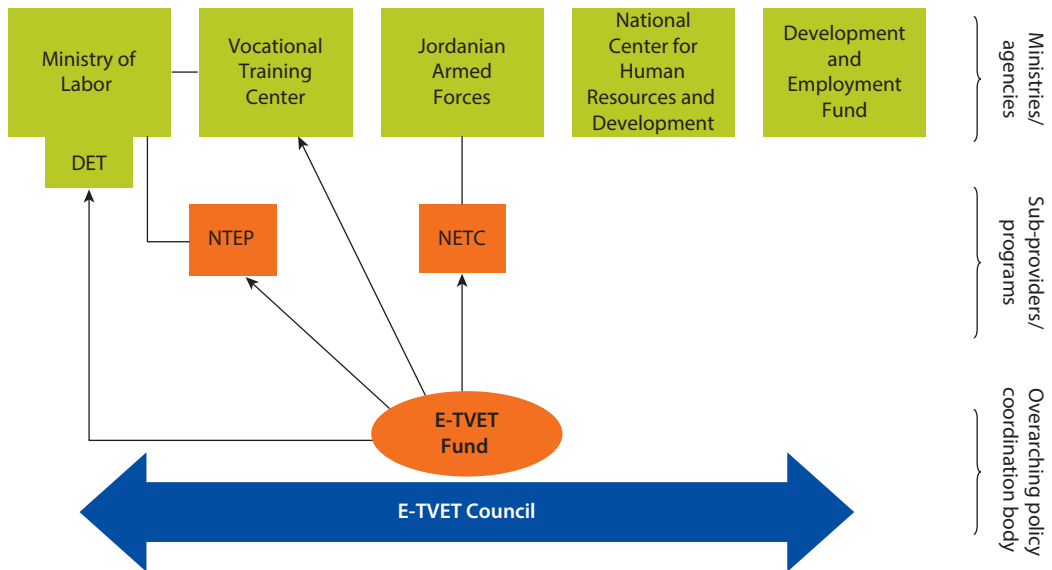 Ministry of
Labor
Vocational
Training
Center
Jordanian
Armed
Forces
National
Center for
Human
Resources and
Development
Development
and
Employment
Fund
Ministries/
agencies
DET
NTEP
NETC
Sub-providers/
programs
E-TVET
Fund
E-TVET Council
Overarching policy
coordination body